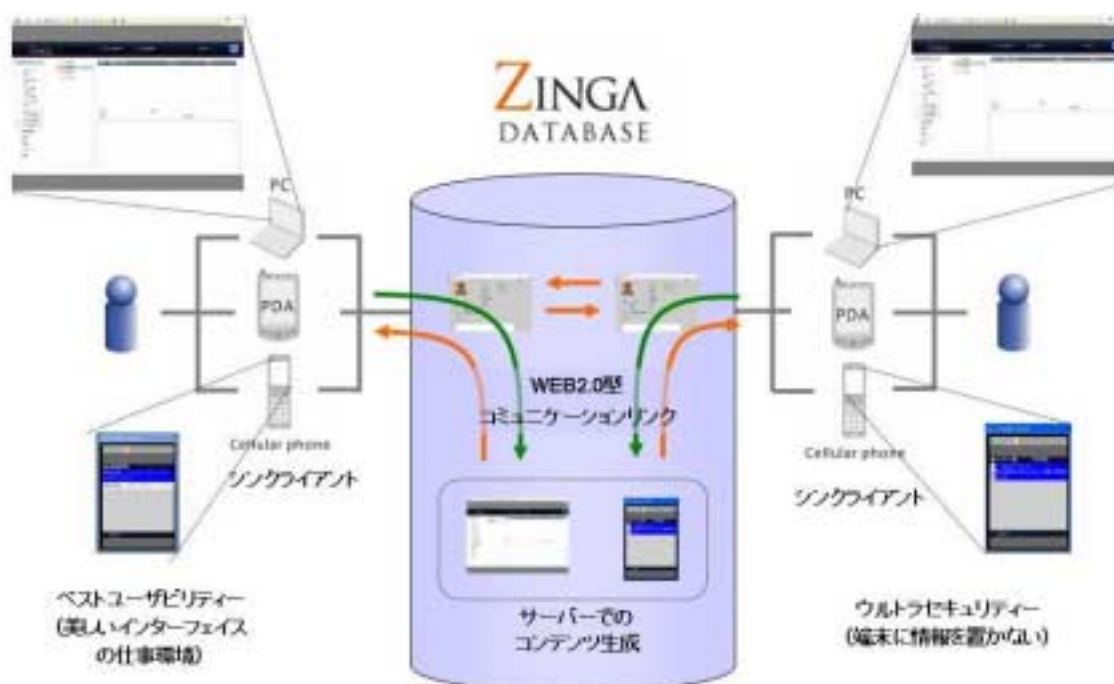 ZINGA
DATABASE
PC
PDA
Cellular phone
シンクライアント
ベストユーザビリティー
(美しいインターフェイス
の仕事環境)
WEB2.0型
コミュニケーションリンク
サーバーでの
コンテンツ生成
PC
PDA
Cellular phone
シンクライアント
ウルトラセキュリティー
(端末に情報を置かない)